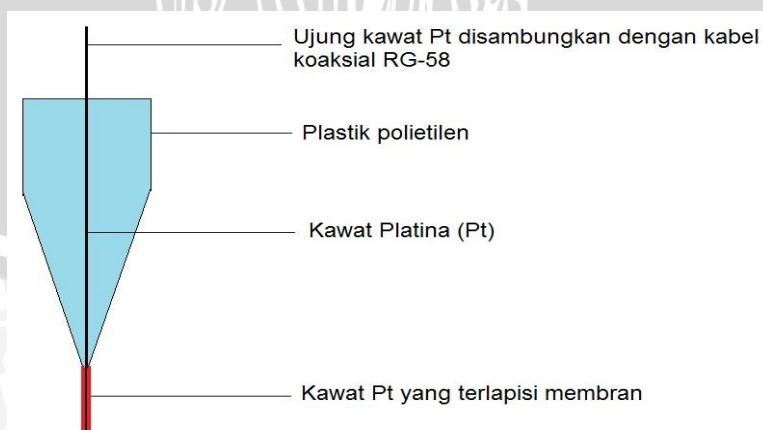 Ujung kawat Pt disambungkan dengan kabel
koaksial RG-58
Plastik polietilen
Kawat Platina (Pt)
Kawat Pt yang terlapisi membran